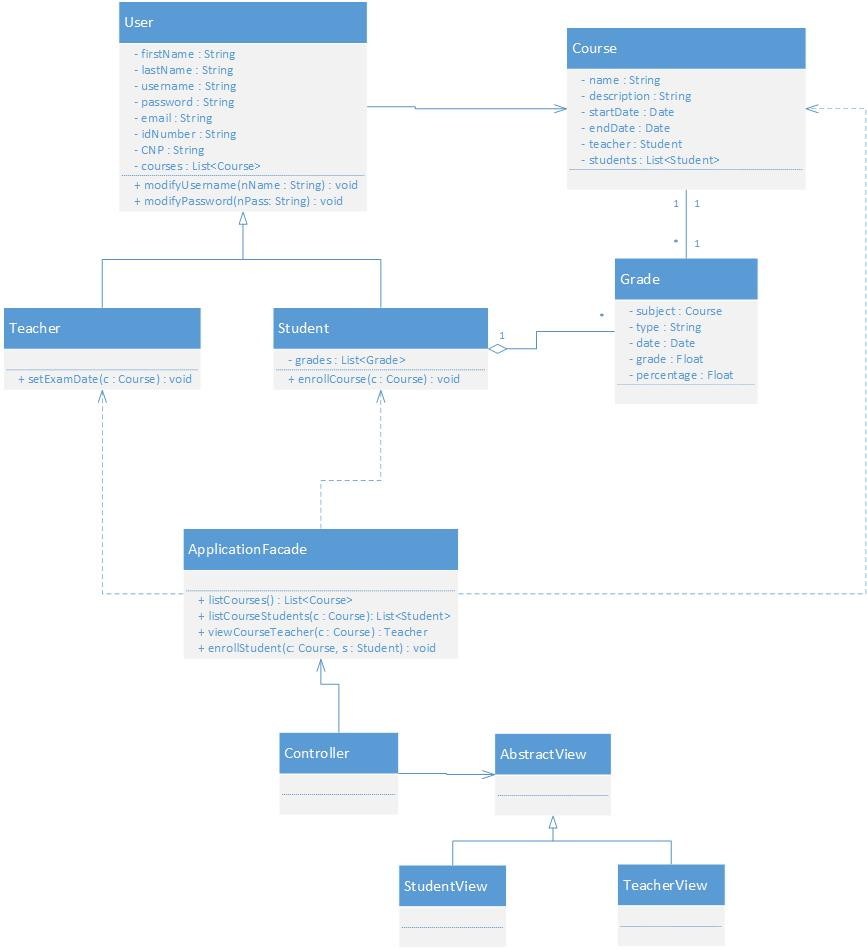 User
- firstName : String
- lastName : String
- username : String
- password : String
- email : String
- idNumber : String
- CNP : String
- courses : List<Course>
+ modifyUsername(nName : String) : void
+ modifyPassword(nPass: String) : void
Course
- name : String
- description : String
- startDate : Date
- endDate : Date
- teacher : Student
- students : List<Student>
1 1
* 1
Grade
- subject : Course
- type : String
- date : Date
- grade : Float
- percentage : Float
Teacher
+ setExamDate(c : Course) : void
Student
- grades : List<Grade>
+ enrollCourse(c : Course) : void
1 *
ApplicationFacade
+ listCourses() : List<Course>
+ listCourseStudents(c : Course): List<Student>
+ viewCourseTeacher(c : Course) : Teacher
+ enrollStudent(c: Course, s : Student) : void
Controller
AbstractView
StudentView
TeacherView